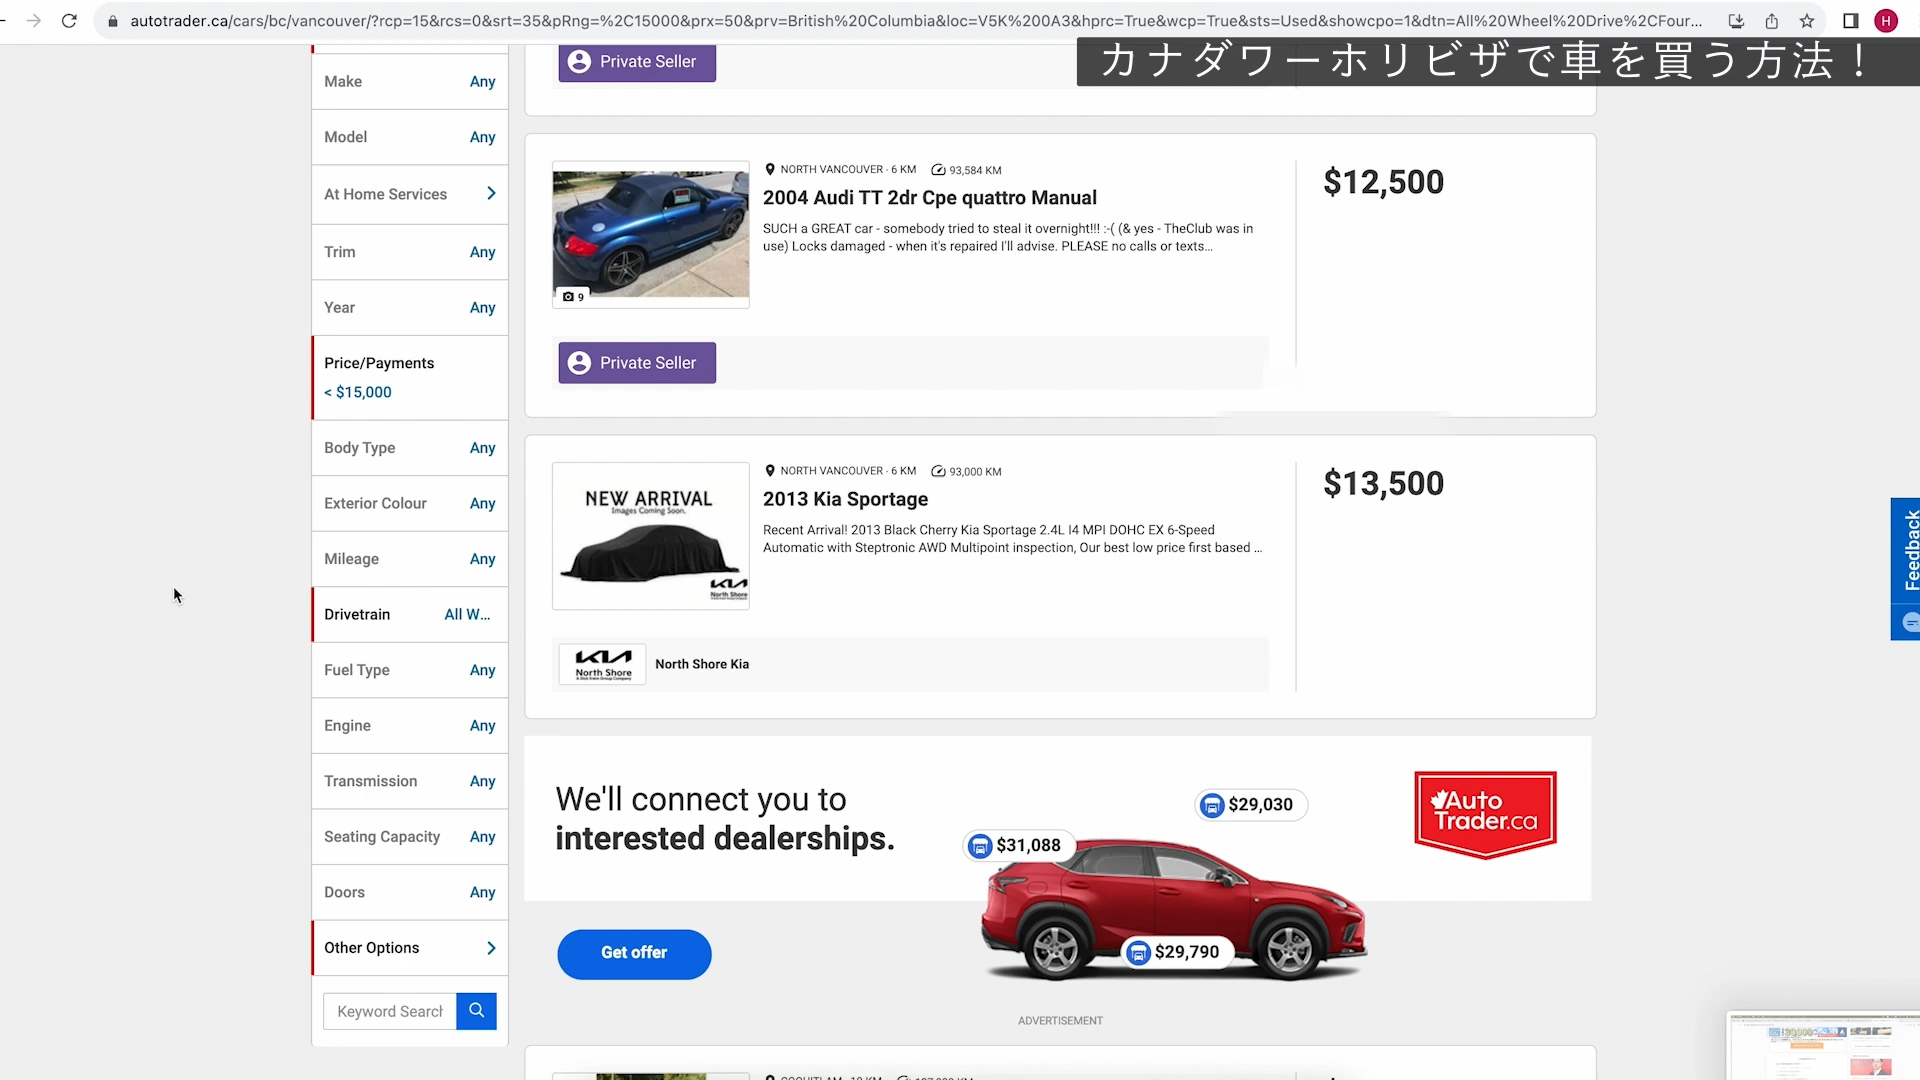 autotrader.ca/cars/bc/vancouver/?rcp=15&rcs=0&srt=35&pRng=%2C15000&prx=50&prv=British%20Columbia&loc=V5K%200A3&hprc=True&wcp=True&sts=Used&showcpo=1&dtn=All%20Wheel%20Drive%2CFour...
H
カナダワーホリビザで車を買う方法！
Make Any
Model Any
At Home Services
Trim Any
Year Any
Price/Payments
< $15,000
Body Type Any
Exterior Colour Any
Mileage Any
Drivetrain All W...
Fuel Type Any
Engine Any
Transmission Any
Seating Capacity Any
Doors Any
Other Options
Keyword Search
Private Seller
NORTH VANCOUVER · 6 KM 93,584 KM
2004 Audi TT 2dr Cpe quattro Manual
SUCH a GREAT car - somebody tried to steal it overnight!!! :-( (& yes - TheClub was in
use) Locks damaged - when it's repaired I'll advise. PLEASE no calls or texts...
$12,500
9
Private Seller
NORTH VANCOUVER · 6 KM 93,000 KM
2013 Kia Sportage
Recent Arrival! 2013 Black Cherry Kia Sportage 2.4L I4 MPI DOHC EX 6-Speed
Automatic with Steptronic AWD Multipoint inspection, Our best low price first based ...
$13,500
NEW ARRIVAL
Images Coming Soon.
KIA
North Shore
KIA
North Shore
North Shore Kia
We'll connect you to
interested dealerships.
Get offer
$29,030
$31,088
$29,790
Auto
Trader.ca
ADVERTISEMENT
Feedback